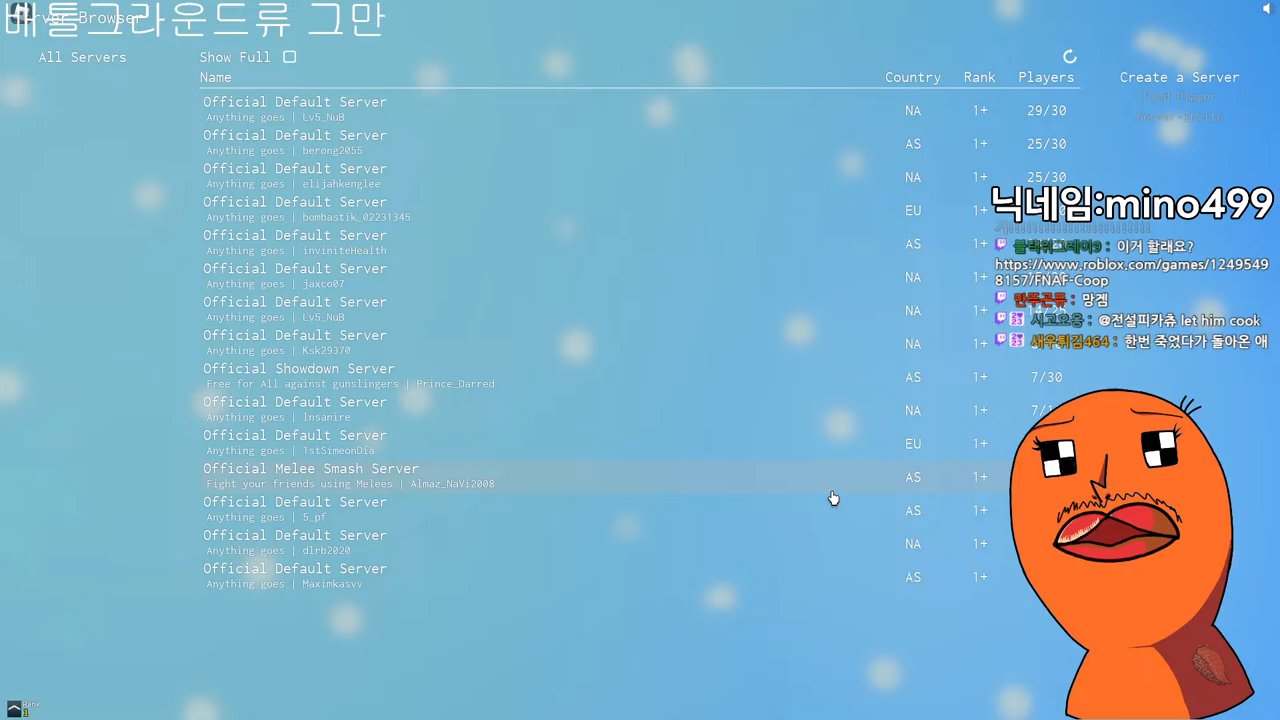 배틀그라운드류 그만
Server Browser
All Servers
Show Full
Name Country Rank Players
Create a Server
Find Player
Server Invite
Official Default Server
Anything goes | Lv5_NuB
NA 1+ 29/30
Official Default Server
Anything goes | berong2055
AS 1+ 25/30
Official Default Server
Anything goes | elijahkenglee
NA 1+ 25/30
Official Default Server
Anything goes | bombastik_02231345
EU
Official Default Server
Anything goes | inviniteHealth
AS 1+
Official Default Server
Anything goes | jaxco07
NA 1+
Official Default Server
Anything goes | Lv5_NuB
NA 1+ 14/25
Official Default Server
Anything goes | Ksk29370
NA 1+
Official Showdown Server
Free for All against gunslingers | Prince_Darred
AS 1+ 7/30
Official Default Server
Anything goes | lnsanire
NA 1+
Official Default Server
Anything goes | 1stSimeonDia
EU 1+
Official Melee Smash Server
Fight your friends using Melees | Almaz_NaVi2008
AS 1+
Official Default Server
Anything goes | 5_pf
AS 1+
Official Default Server
Anything goes | dlrb2020
NA 1+
Official Default Server
Anything goes | Maximkasvv
AS 1+
닉네임:mino499
블랙위그레이9 : 이거 할래요?
https://www.roblox.com/games/1249549
8157/FNAF-Coop
만뚜곤듀 : 망겜
시고오웅 : @전설피카츄 let him cook
새우튀김464 : 한번 죽었다가 돌아온 애
Rank
1